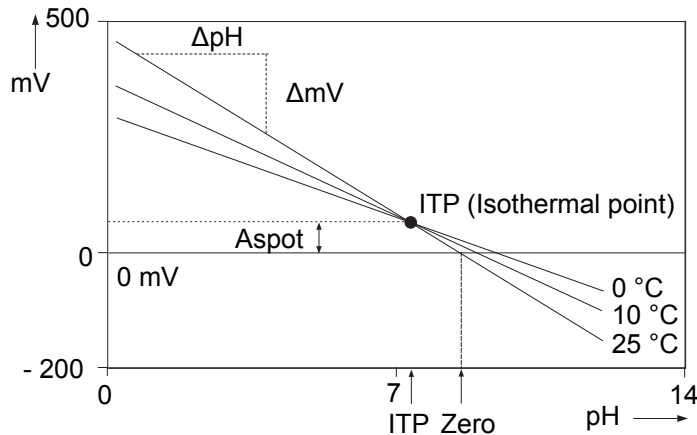 500
ΔpH
mV
ΔmV
ITP (Isothermal point)
Aspot
0
0 mV
0 °C
10 °C
25 °C
- 200
0
7
14
ITP Zero
pH